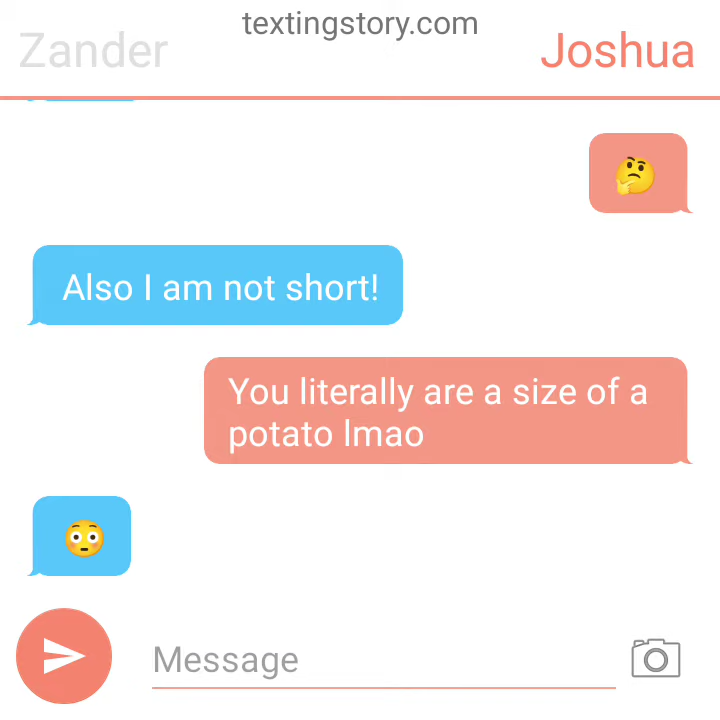 textingstory.com
Zander
Joshua
🤔
Also I am not short!
You literally are a size of a
potato lmao
😳
Message